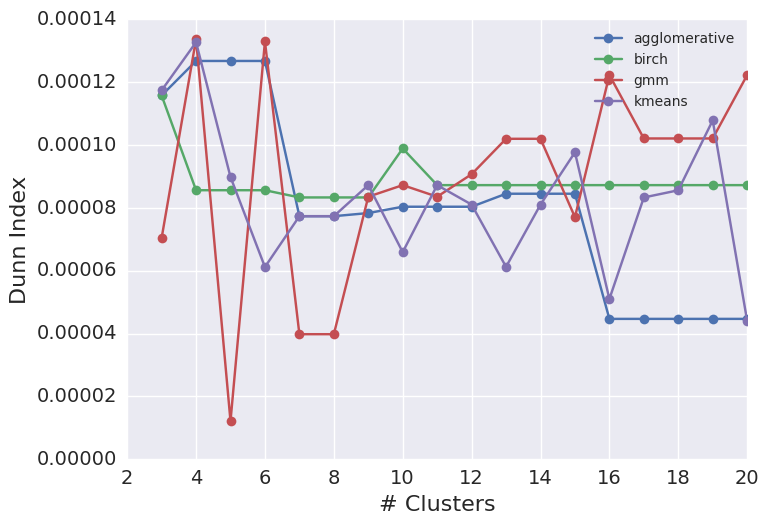 0.00014
0.00012
0.00010
0.00008
0.00006
0.00004
0.00002
0.00000
Dunn Index
agglomerative
birch
gmm
kmeans
2 4 6 8 10 12 14 16 18 20
# Clusters